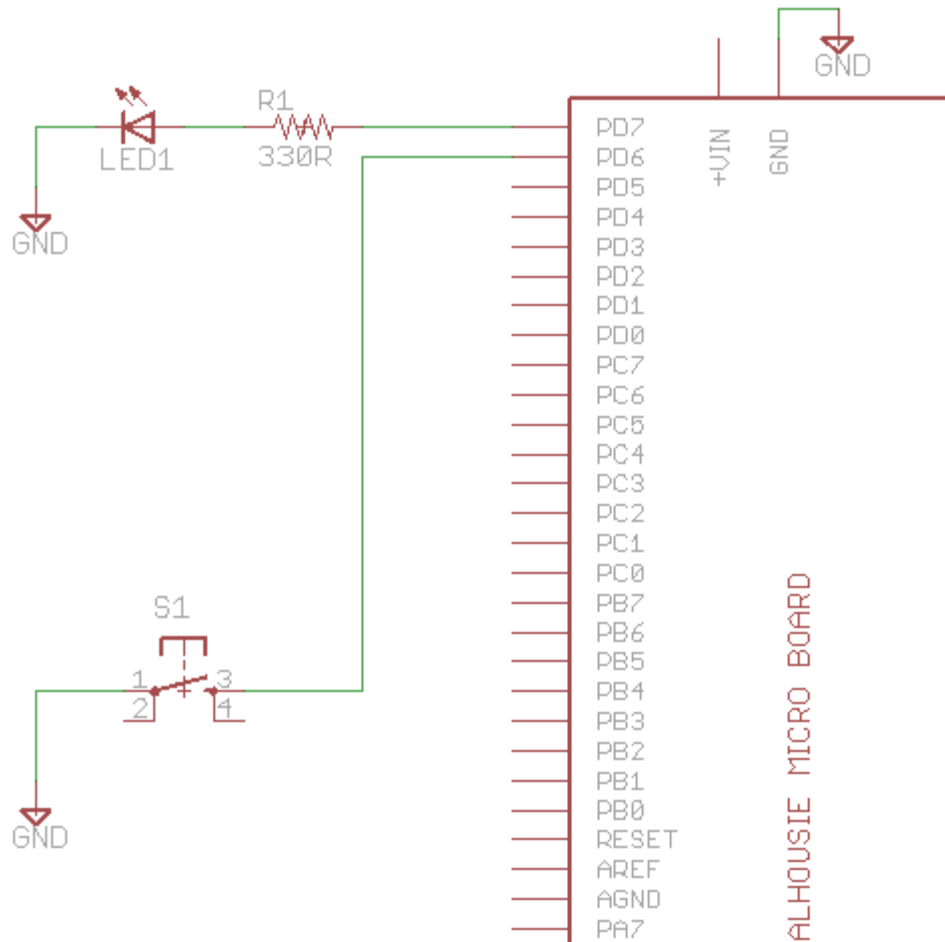 GND
R1
LED1
330R
GND
+VIN
GND
PD7
PD6
PD5
PD4
PD3
PD2
PD1
PD0
PC7
PC6
PC5
PC4
PC3
PC2
PC1
PC0
PB7
PB6
PB5
PB4
PB3
PB2
PB1
PB0
RESET
AREF
AGND
PA7
ALHOUSIE MICRO BOARD
S1
1
3
2
4
GND